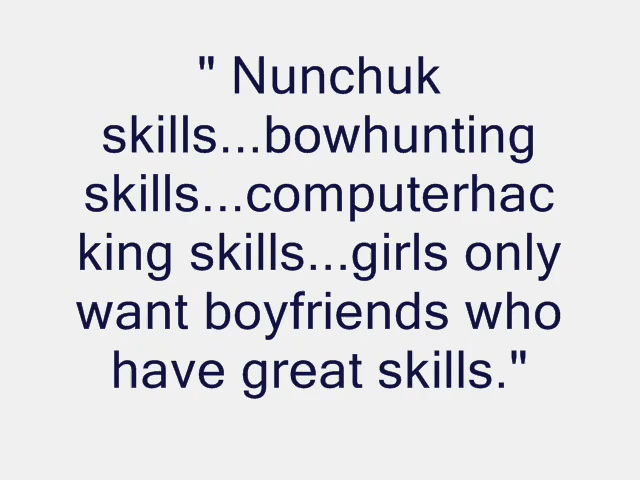 " Nunchuk
skills...bowhunting
skills...computerhac
king skills...girls only
want boyfriends who
have great skills."